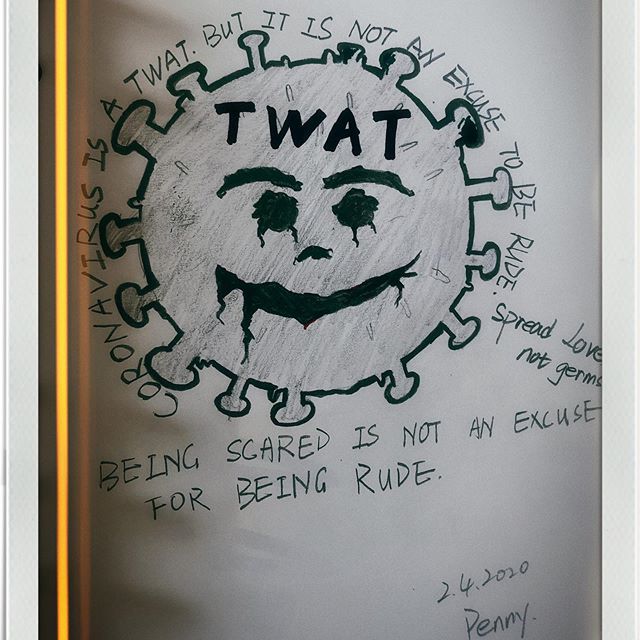 CORONAVIRUS IS A TWAT. BUT IT IS NOT AN EXCUSE TO BE RUDE.
TWAT
Spread Love
not germs
BEING SCARED IS NOT AN EXCUSE
FOR BEING RUDE.
2.4.2020
Penny.